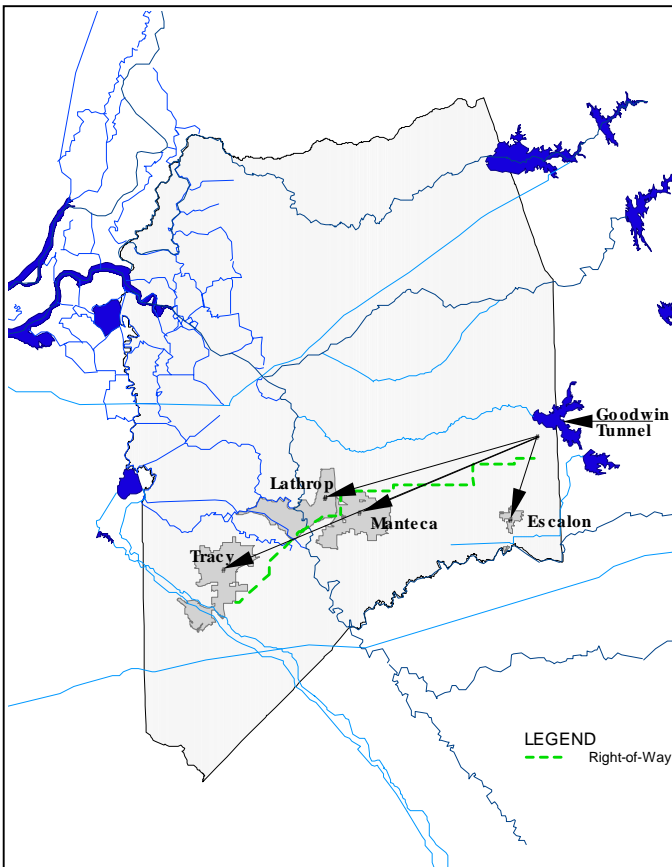 Goodwin
Tunnel
Lathrop
Manteca
Escalon
Tracy
LEGEND
Right-of-Way